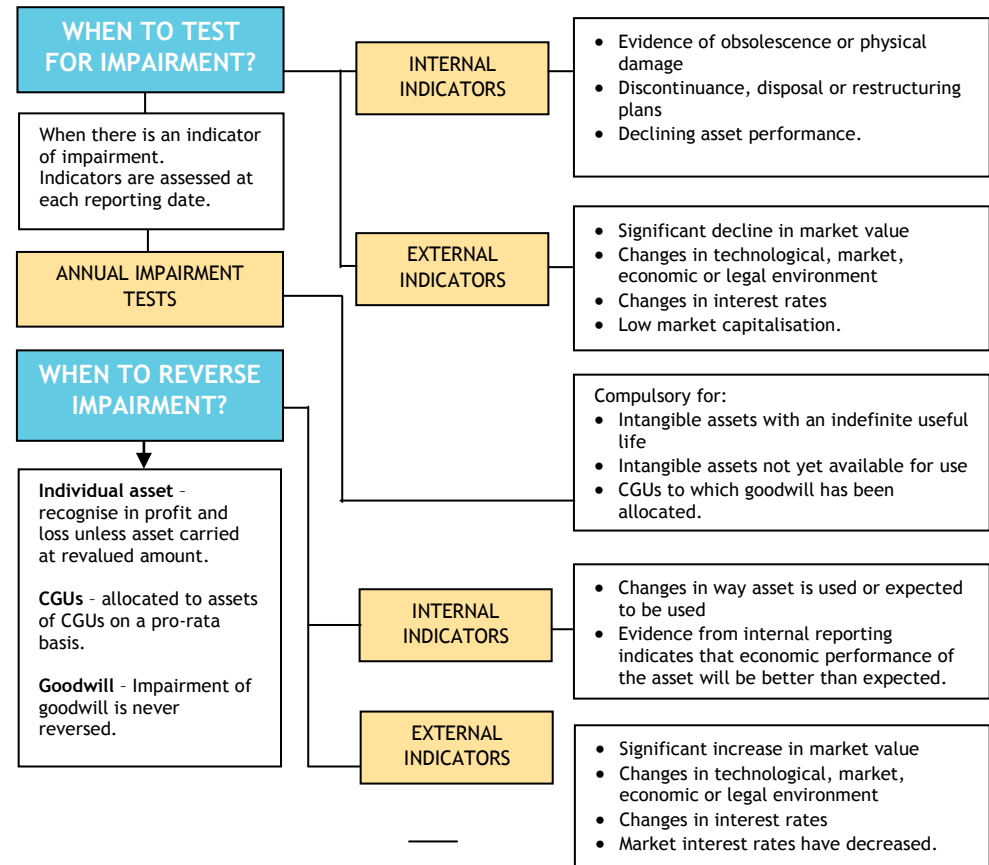 WHEN TO TEST
FOR IMPAIRMENT?
When there is an indicator
of impairment.
Indicators are assessed at
each reporting date.
ANNUAL IMPAIRMENT
TESTS
INTERNAL
INDICATORS
• Evidence of obsolescence or physical
damage
• Discontinuance, disposal or restructuring
plans
• Declining asset performance.
EXTERNAL
INDICATORS
• Significant decline in market value
• Changes in technological, market,
economic or legal environment
• Changes in interest rates
• Low market capitalisation.
Compulsory for:
• Intangible assets with an indefinite useful
life
• Intangible assets not yet available for use
• CGUs to which goodwill has been
allocated.
WHEN TO REVERSE
IMPAIRMENT?
Individual asset –
recognise in profit and
loss unless asset carried
at revalued amount.
CGUs – allocated to assets
of CGUs on a pro-rata
basis.
Goodwill – Impairment of
goodwill is never
reversed.
INTERNAL
INDICATORS
• Changes in way asset is used or expected
to be used
• Evidence from internal reporting
indicates that economic performance of
the asset will be better than expected.
EXTERNAL
INDICATORS
• Significant increase in market value
• Changes in technological, market,
economic or legal environment
• Changes in interest rates
• Market interest rates have decreased.